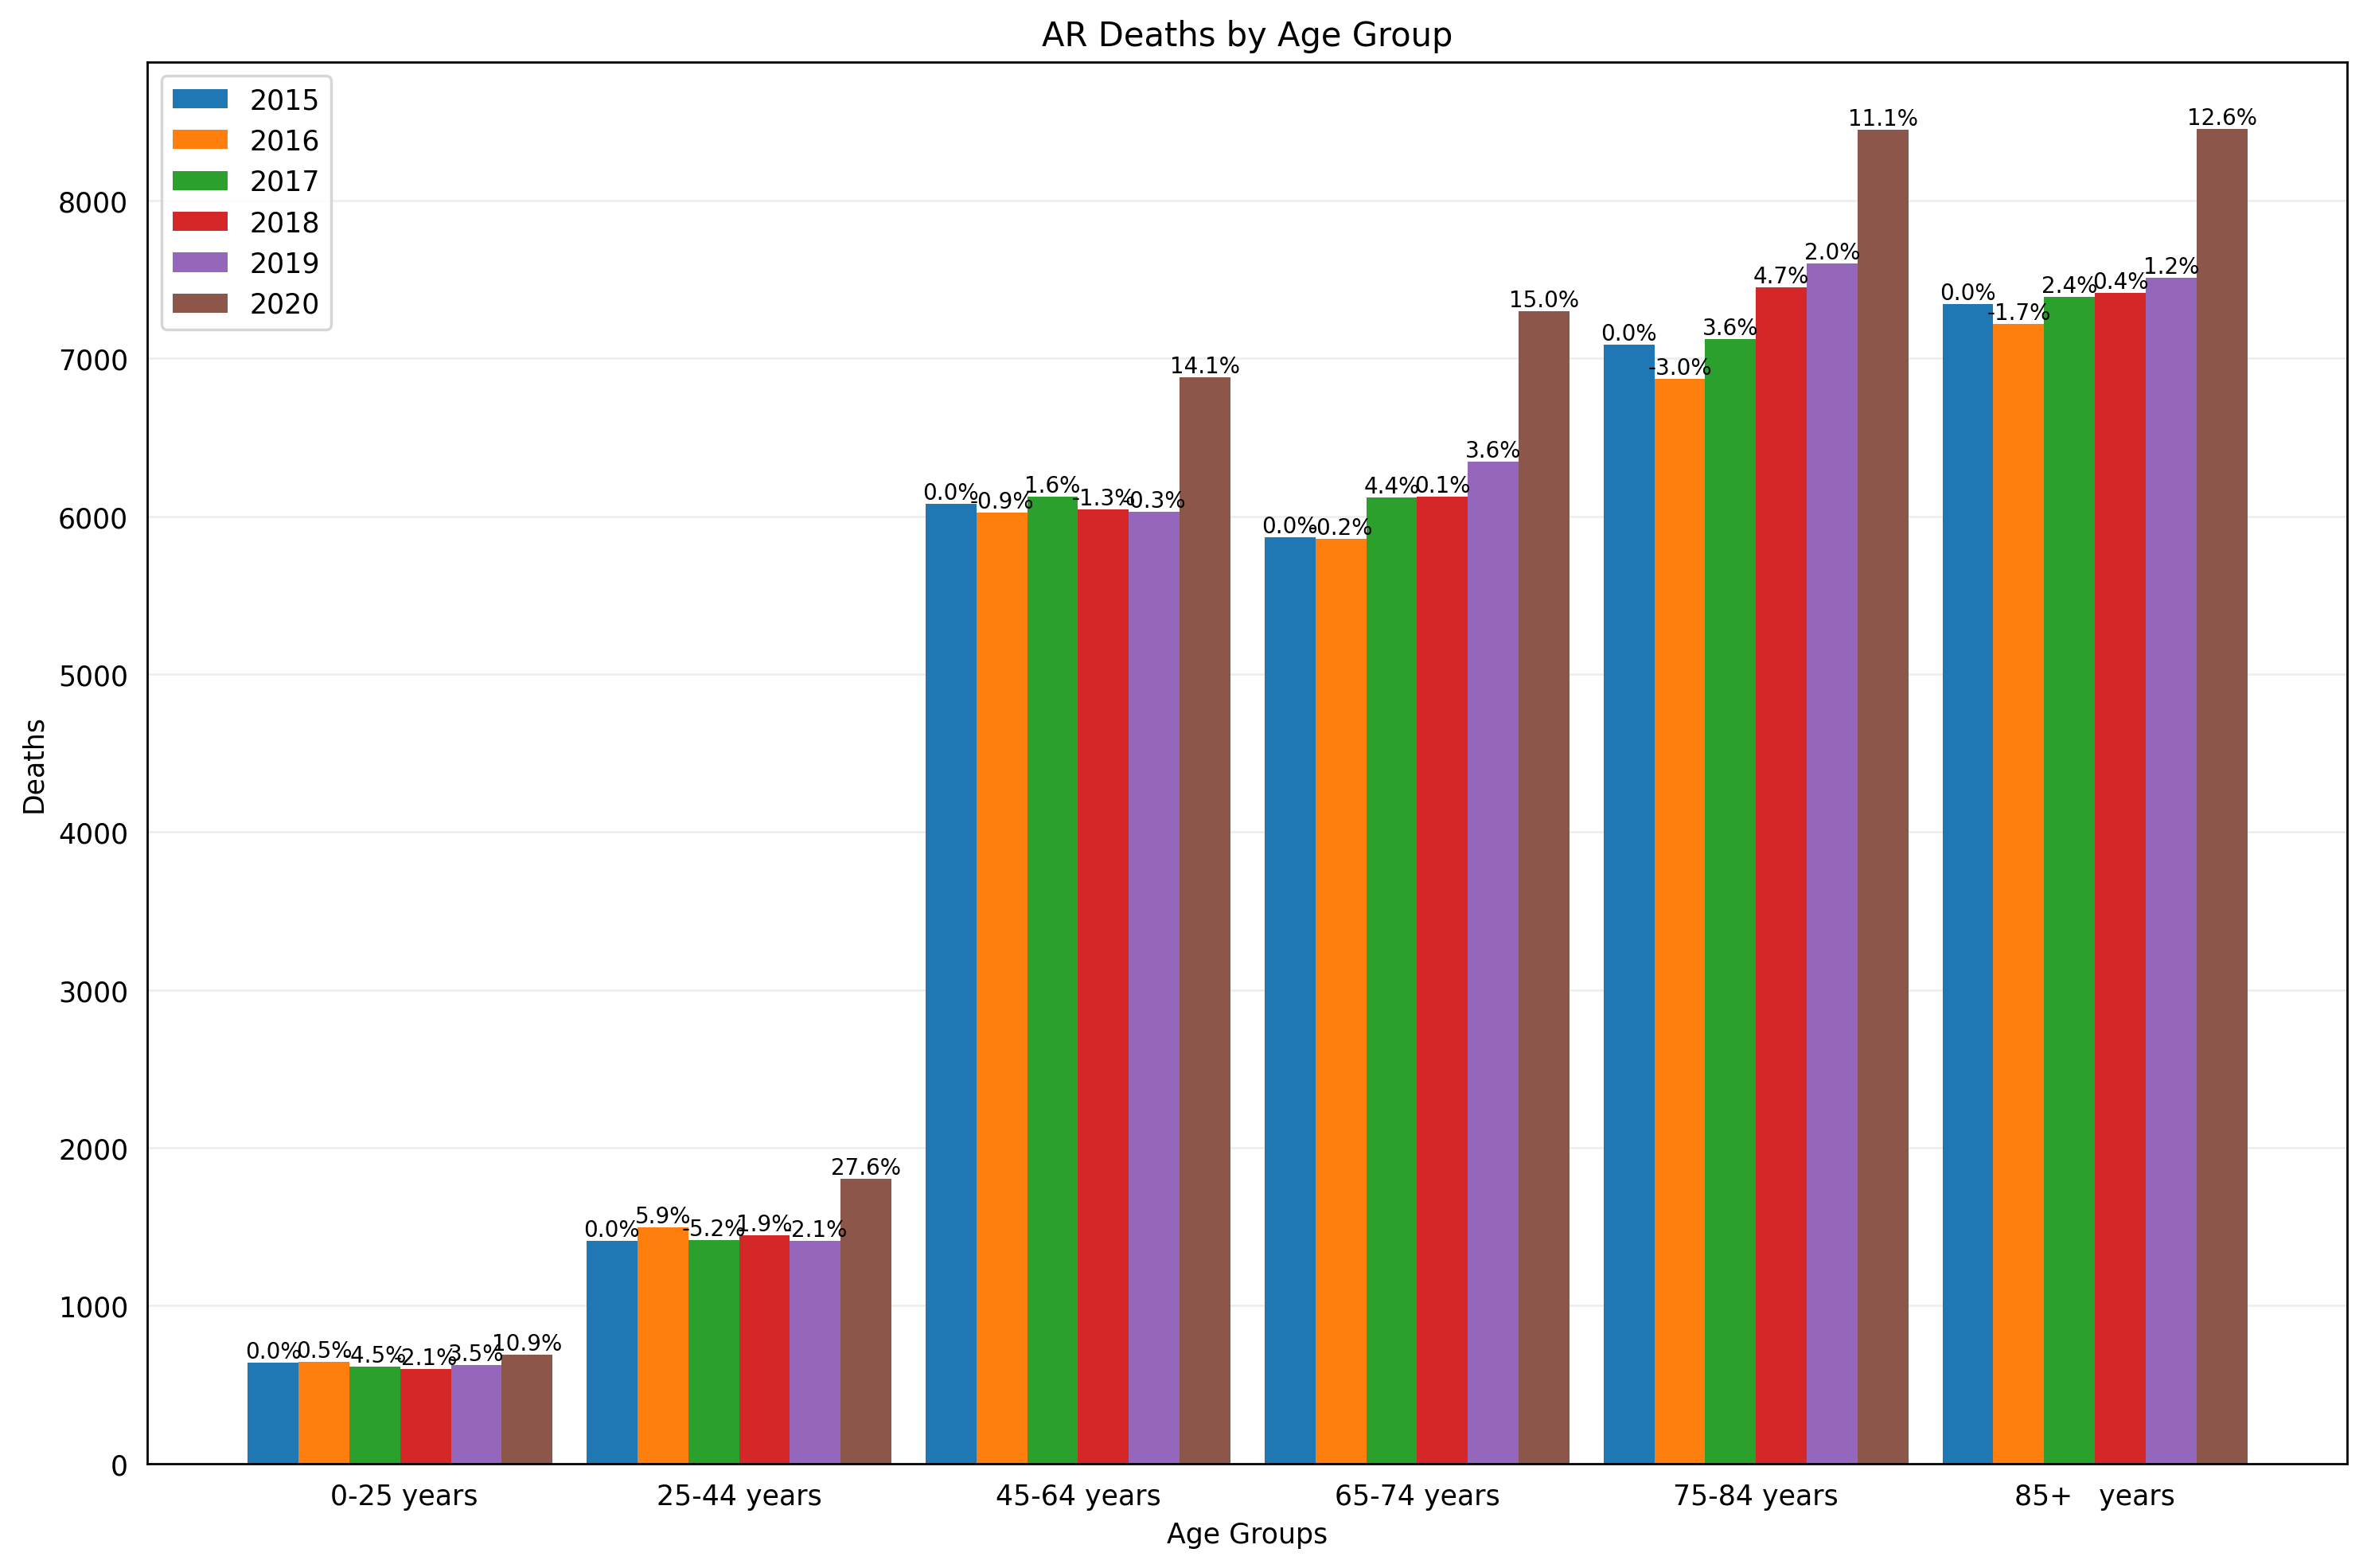 AR Deaths by Age Group
2015
2016
2017
2018
2019
2020
Deaths
8000
7000
6000
5000
4000
3000
2000
1000
0
0.0% 0.5% -4.5% -2.1% 3.5% 10.9%
0.0% 5.9% -5.2% 1.9% -2.1% 27.6%
0.0% -0.9% 1.6% -1.3% -0.3% 14.1%
0.0% -0.2% 4.4% 0.1% 3.6% 15.0%
0.0% -3.0% 3.6% 4.7% 2.0% 11.1%
0.0% -1.7% 2.4% 0.4% 1.2% 12.6%
0-25 years 25-44 years 45-64 years 65-74 years 75-84 years 85+ years
Age Groups